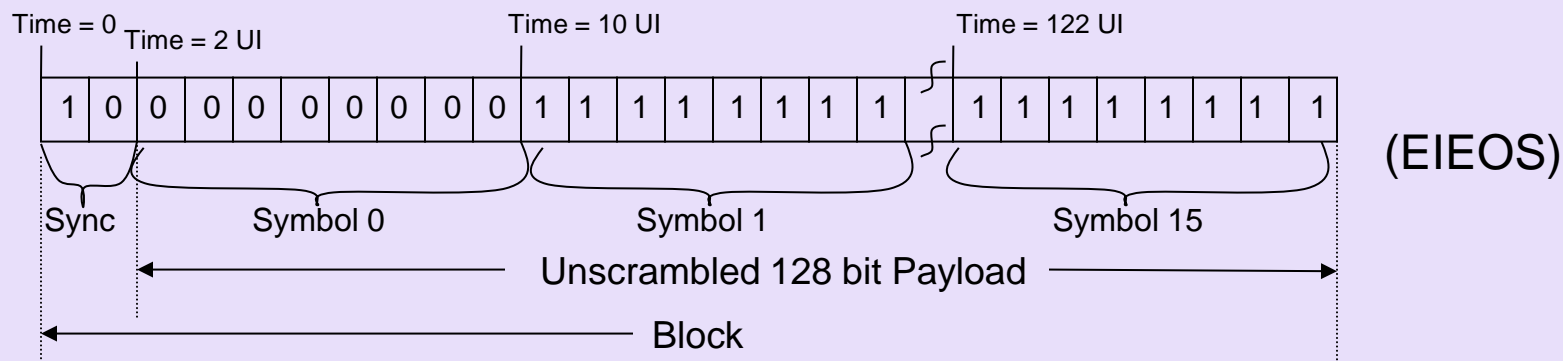 Time = 0
Time = 2 UI
Time = 10 UI
Time = 122 UI
1 0 0 0 0 0 0 0 0 0 1 1 1 1 1 1 1 1 1 1 1 1 1 1 1 1
(EIEOS)
Sync Symbol 0 Symbol 1 Symbol 15
Unscrambled 128 bit Payload
Block